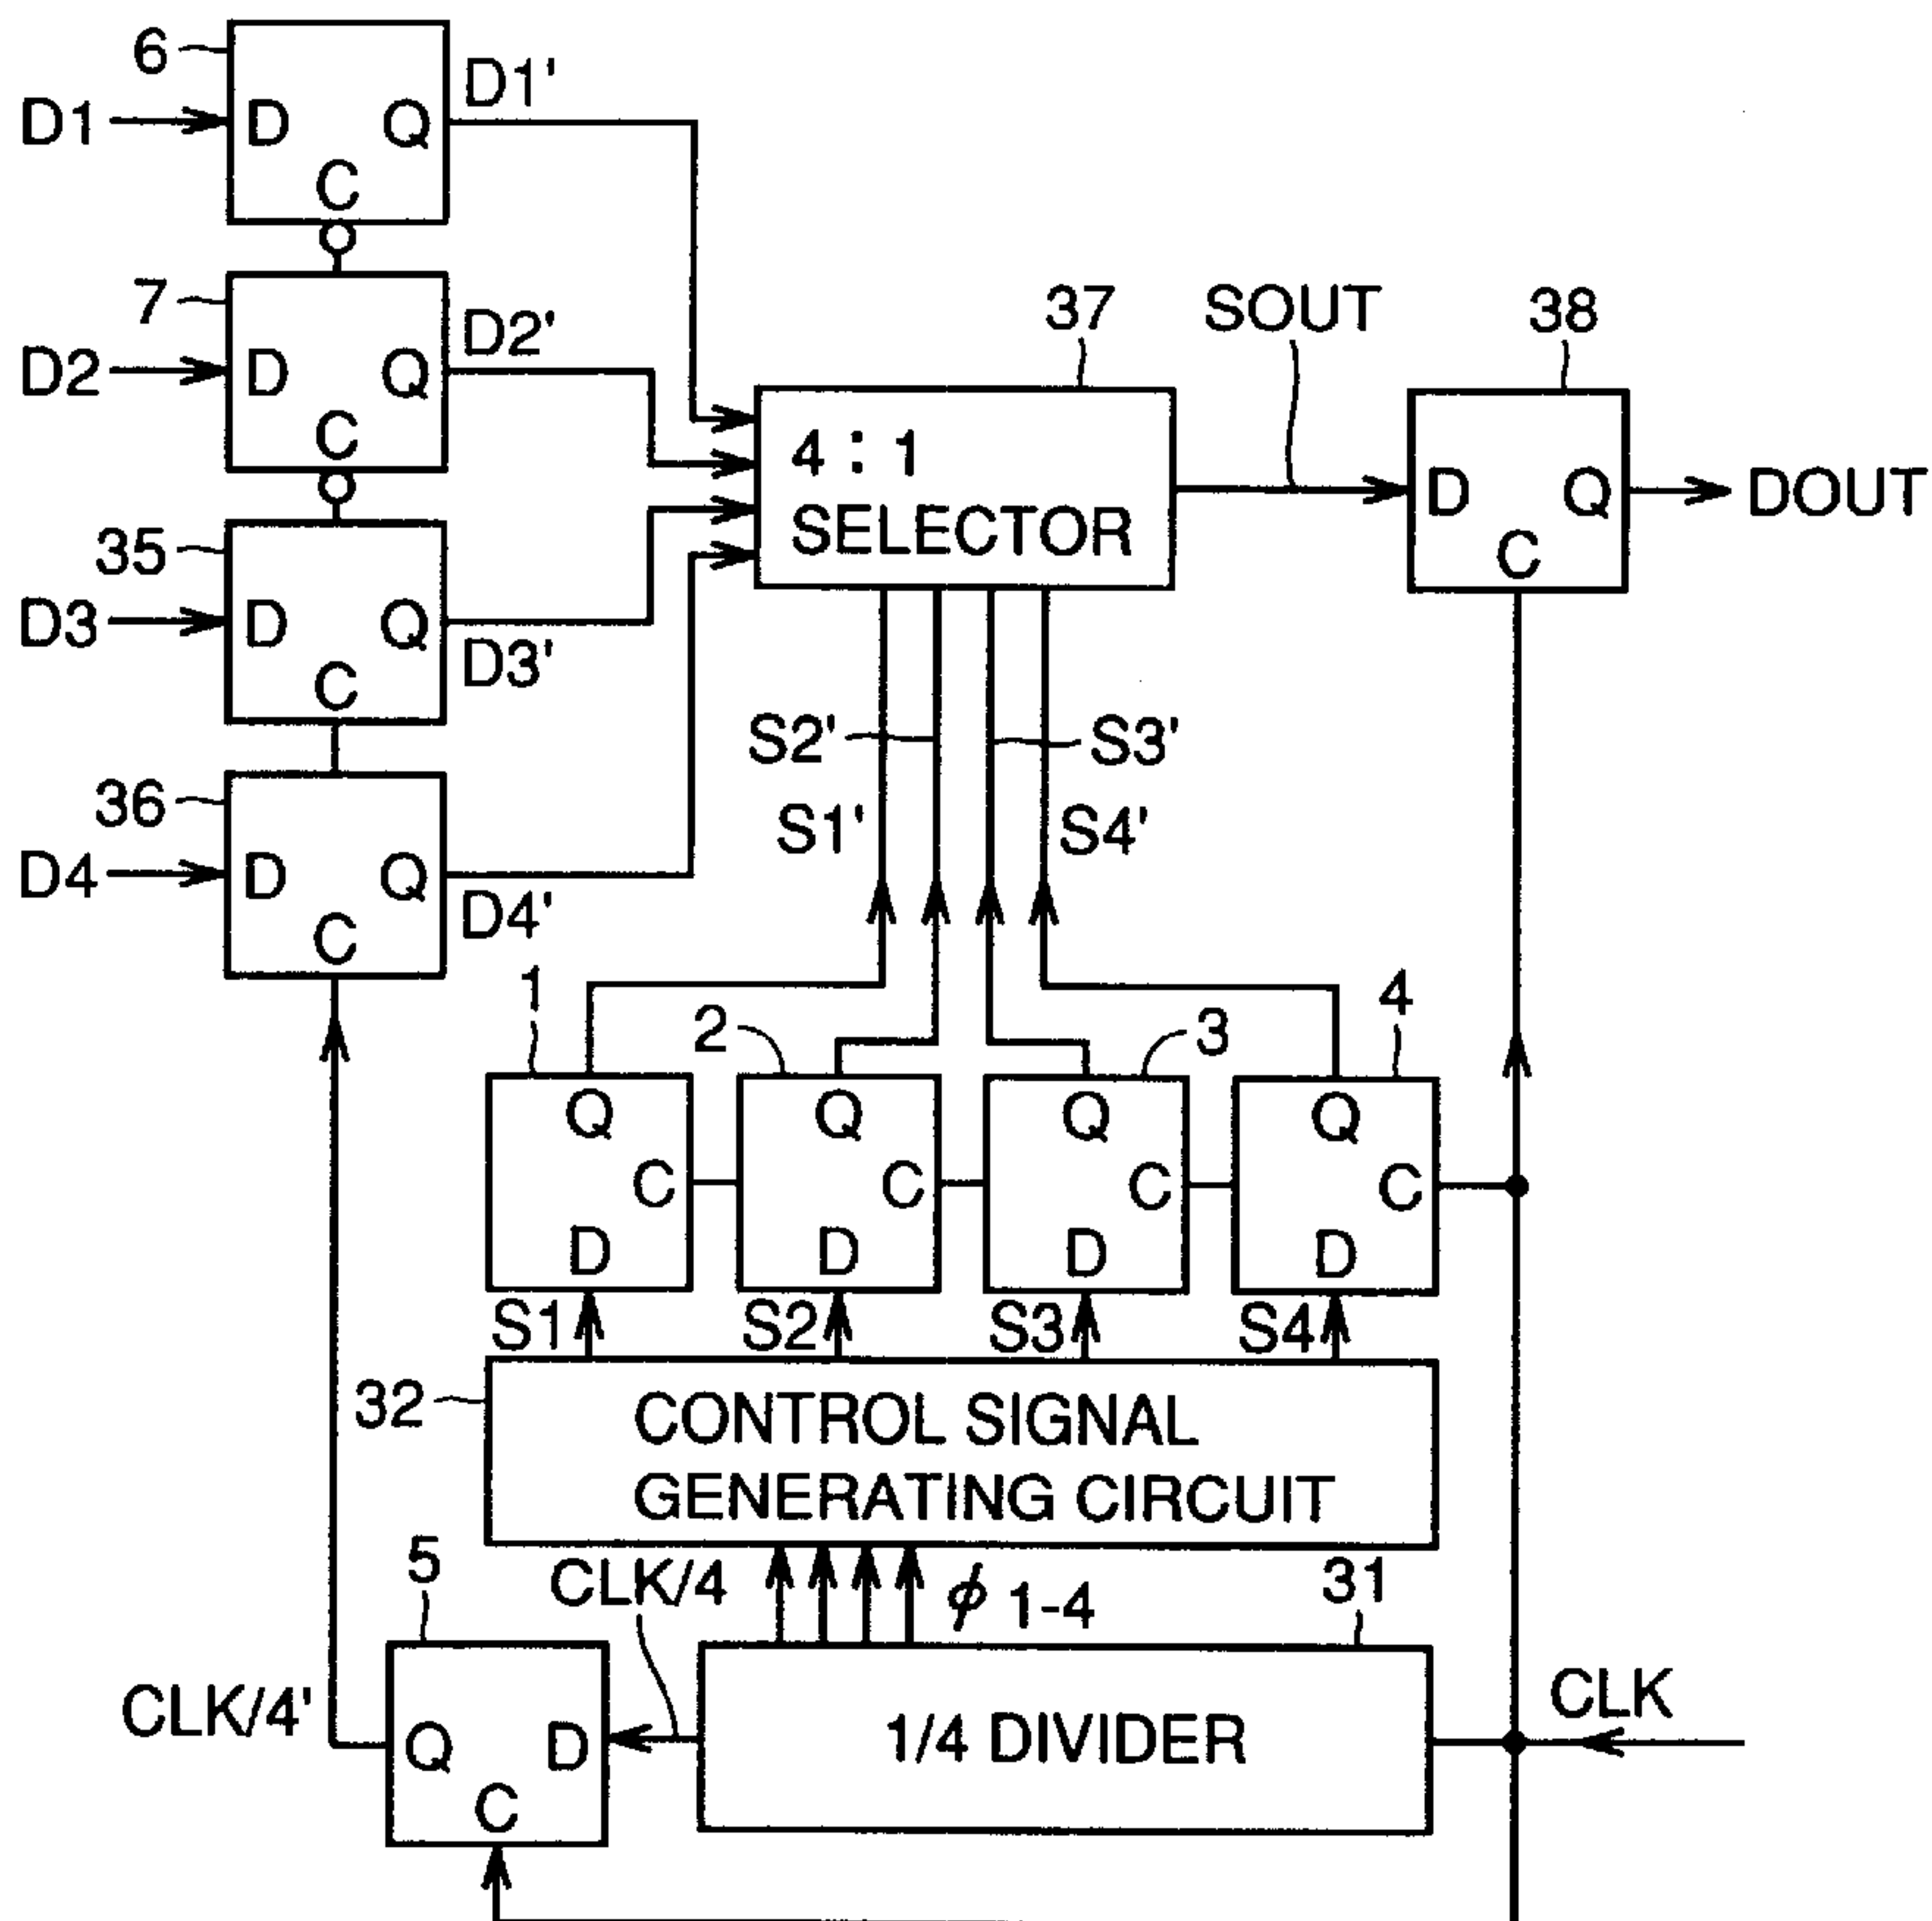 6
D1
D
Q
C
D1'
7
D2
D
Q
C
D2'
35
D3
D
Q
C
D3'
36
D4
D
Q
C
D4'
37
4 : 1
SELECTOR
SOUT
38
D
Q
C
DOUT
S2'
S3'
S1'
S4'
1
Q
C
D
2
Q
C
D
3
Q
C
D
4
Q
C
D
S1
S2
S3
S4
32
CONTROL SIGNAL
GENERATING CIRCUIT
5
CLK/4
ϕ 1-4
31
CLK/4'
Q
D
C
1/4 DIVIDER
CLK